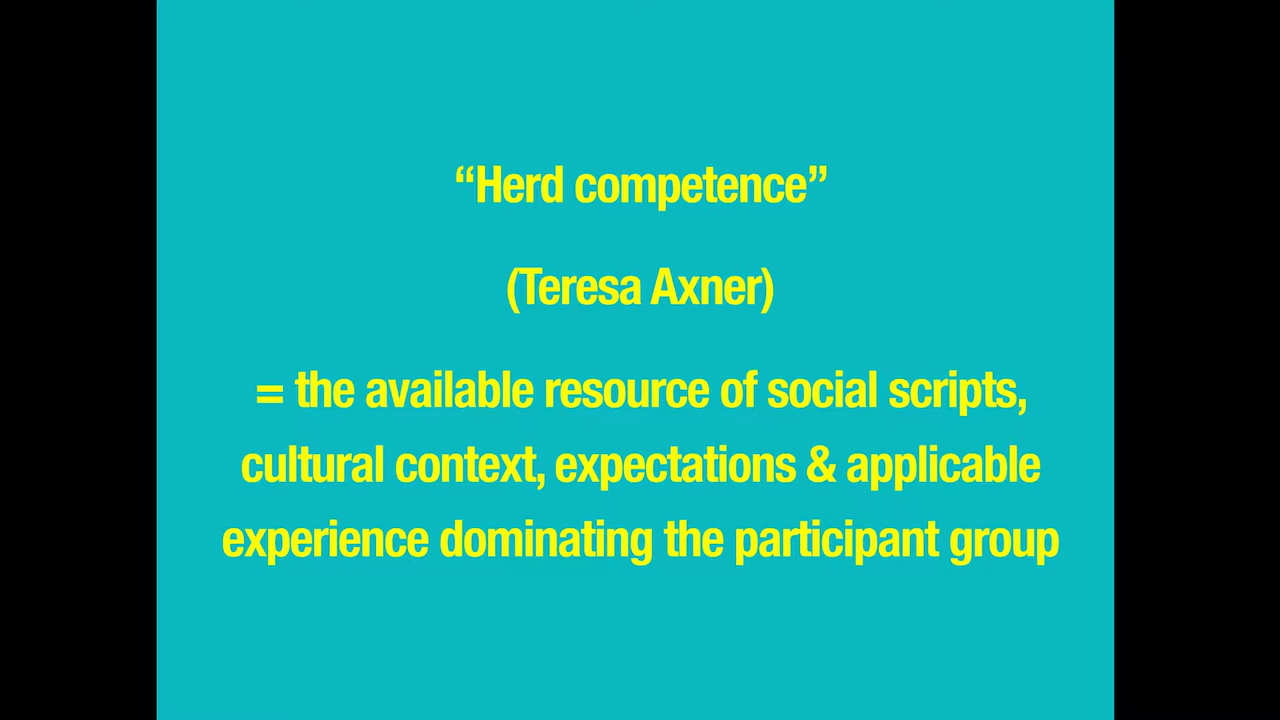 “Herd competence”
(Teresa Axner)
= the available resource of social scripts,
cultural context, expectations & applicable
experience dominating the participant group